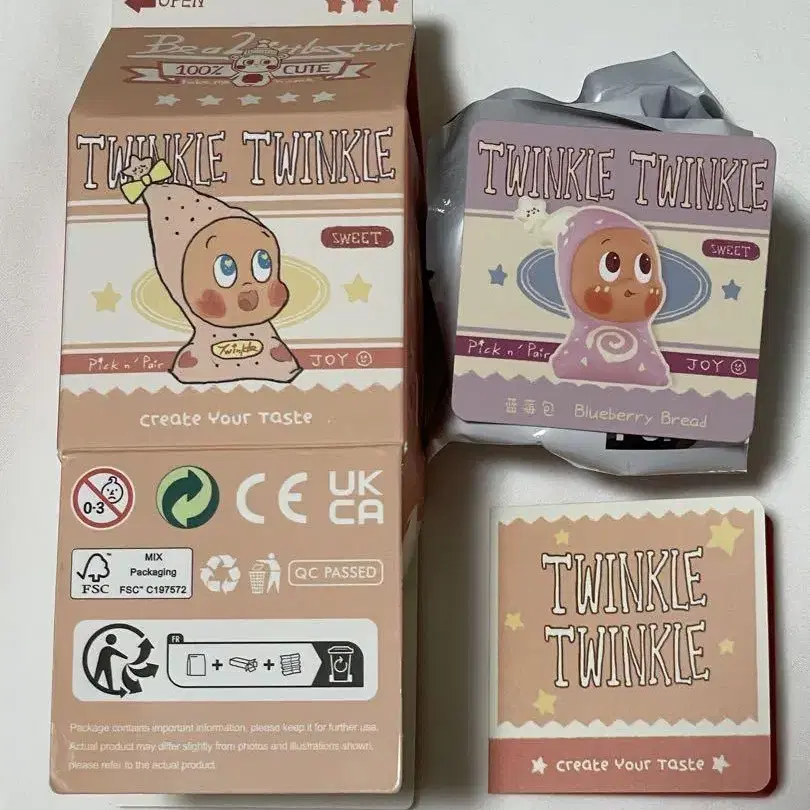 OPEN
Be a Little Star
100% CUTE
TWINKLE TWINKLE
SWEET
Twinkle
Pick n' Pair
JOY
Create Your Taste
0-3
CE
UK
CA
MIX
Packaging
FSC
FSC™ C197572
QC PASSED
FR
Package contains important information, please keep it for further use.
Actual product may differ slightly from photos and illustrations shown,
please refer to the actual product.
TWINKLE TWINKLE
SWEET
Pick n' Pair
JOY
蓝莓包 Blueberry Bread
TWINKLE
TWINKLE
Create Your Taste